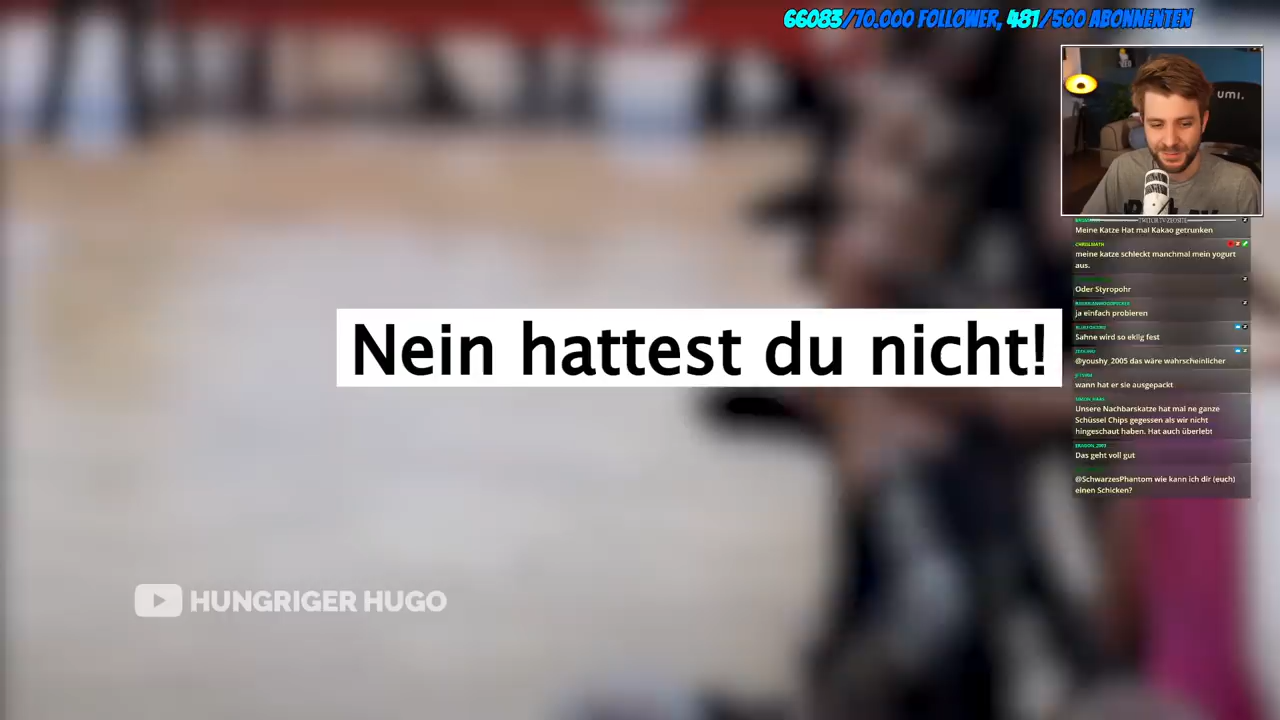 66083/70.000 FOLLOWER, 481/500 ABONNENTEN
umi.
Meine Katze Hat mal Kakao getrunken
meine katze schleckt manchmal mein yogurt
aus.
Oder Styropohr
ja einfach probieren
Sahne wird so eklig fest
@youshy_2005 das wäre wahrscheinlicher
wann hat er sie ausgepackt
Unsere Nachbarskatze hat mal ne ganze
Schüssel Chips gegessen als wir nicht
hingeschaut haben. Hat auch überlebt
Das geht voll gut
@SchwarzesPhantom wie kann ich dir (euch)
einen Schicken?
Nein hattest du nicht!
HUNGRIGER HUGO